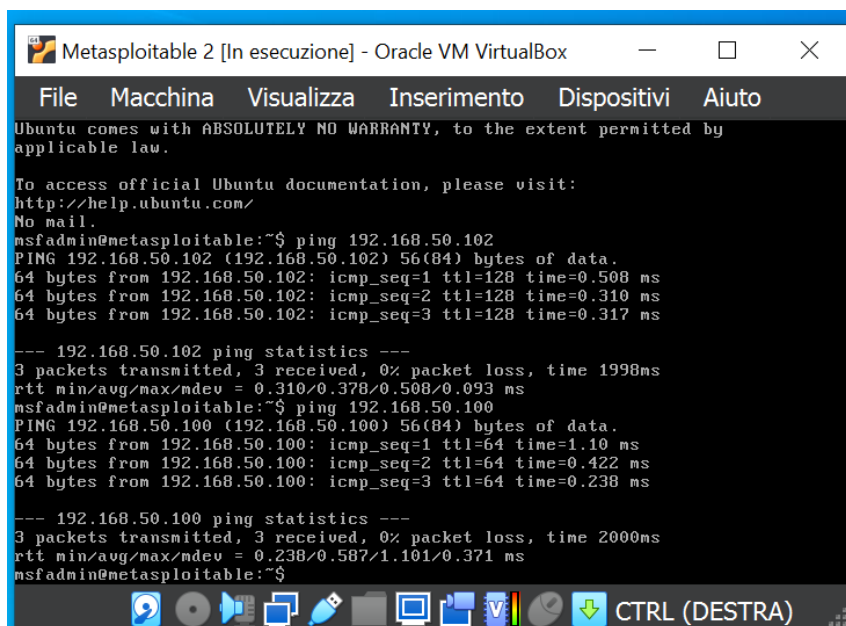 Metasploitable 2 [In esecuzione] - Oracle VM VirtualBox
File Macchina Visualizza Inserimento Dispositivi Aiuto
Ubuntu comes with ABSOLUTELY NO WARRANTY, to the extent permitted by
applicable law.
To access official Ubuntu documentation, please visit:
http://help.ubuntu.com/
No mail.
msfadmin@metasploitable:~$ ping 192.168.50.102
PING 192.168.50.102 (192.168.50.102) 56(84) bytes of data.
64 bytes from 192.168.50.102: icmp_seq=1 ttl=128 time=0.508 ms
64 bytes from 192.168.50.102: icmp_seq=2 ttl=128 time=0.310 ms
64 bytes from 192.168.50.102: icmp_seq=3 ttl=128 time=0.317 ms
--- 192.168.50.102 ping statistics ---
3 packets transmitted, 3 received, 0% packet loss, time 1998ms
rtt min/avg/max/mdev = 0.310/0.378/0.508/0.093 ms
msfadmin@metasploitable:~$ ping 192.168.50.100
PING 192.168.50.100 (192.168.50.100) 56(84) bytes of data.
64 bytes from 192.168.50.100: icmp_seq=1 ttl=64 time=1.10 ms
64 bytes from 192.168.50.100: icmp_seq=2 ttl=64 time=0.422 ms
64 bytes from 192.168.50.100: icmp_seq=3 ttl=64 time=0.238 ms
--- 192.168.50.100 ping statistics ---
3 packets transmitted, 3 received, 0% packet loss, time 2000ms
rtt min/avg/max/mdev = 0.238/0.587/1.101/0.371 ms
msfadmin@metasploitable:~$
CTRL (DESTRA)